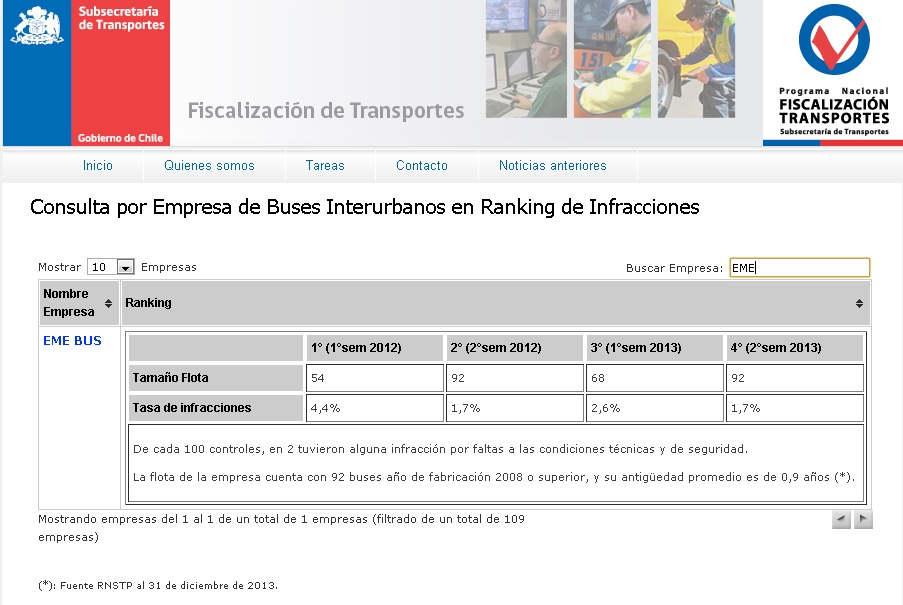 Subsecretaría
de Transportes
Gobierno de Chile
Fiscalización de Transportes
151
Programa Nacional
FISCALIZACIÓN
TRANSPORTES
Subsecretaría de Transportes
Inicio Quienes somos Tareas Contacto Noticias anteriores
Consulta por Empresa de Buses Interurbanos en Ranking de Infracciones
Mostrar 10 Empresas Buscar Empresa: EME
Nombre Empresa Ranking
EME BUS
1° (1°sem 2012) 2° (2°sem 2012) 3° (1°sem 2013) 4° (2°sem 2013)
Tamaño Flota 54 92 68 92
Tasa de infracciones 4,4% 1,7% 2,6% 1,7%
De cada 100 controles, en 2 tuvieron alguna infracción por faltas a las condiciones técnicas y de seguridad.
La flota de la empresa cuenta con 92 buses año de fabricación 2008 o superior, y su antigüedad promedio es de 0,9 años (*).
Mostrando empresas del 1 al 1 de un total de 1 empresas (filtrado de un total de 109
empresas)
(*): Fuente RNSTP al 31 de diciembre de 2013.